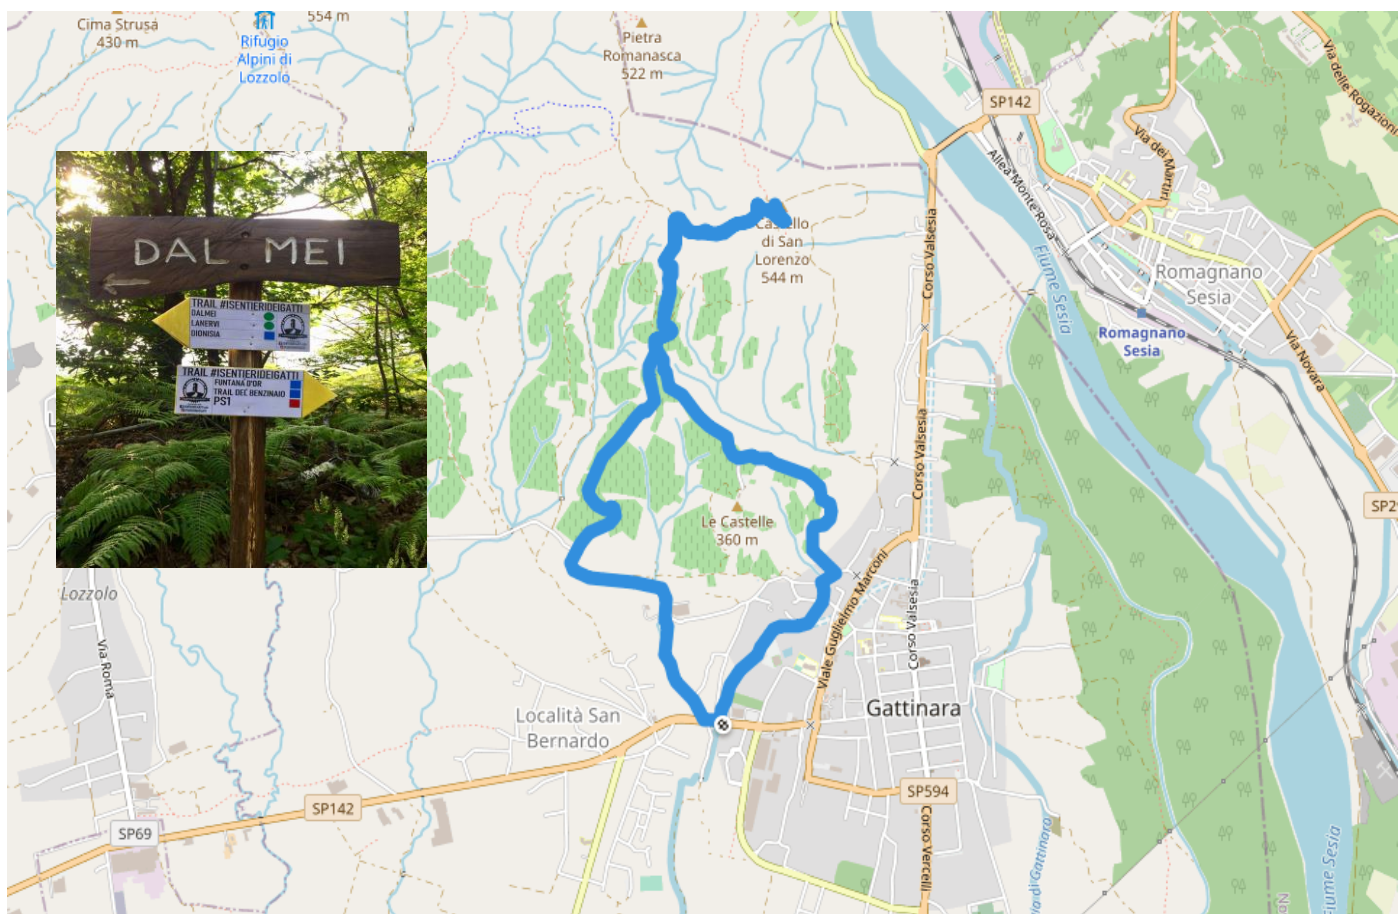 Cima Strusa
430 m
554 m
Rifugio
Alpini di
Lozzolo
Pietra
Romanasca
522 m
SP142
Via delle Rogazioni
Via dei Martiri
Allea Monte Rosa
Fiume Sesia
Romagnano
Sesia
Romagnano
Sesia
Via Novara
Corso Valsesia
Castello
di San
Lorenzo
544 m
DAL MEI
TRAIL #ISENTIERIDEIGATTI
DALMEI
LANERVI
DIONISIA
TRAIL #ISENTIERIDEIGATTI
FUNTANA D'OR
TRAIL DEL BENZINAIO
PS1
Corso Valsesia
Le Castelle
360 m
Lozzolo
Via Roma
Viale Guglielmo Marconi
Corso Valsesia
Gattinara
Località San
Bernardo
SP594
SP142
SP69
Corso Vercelli
Fiume Sesia